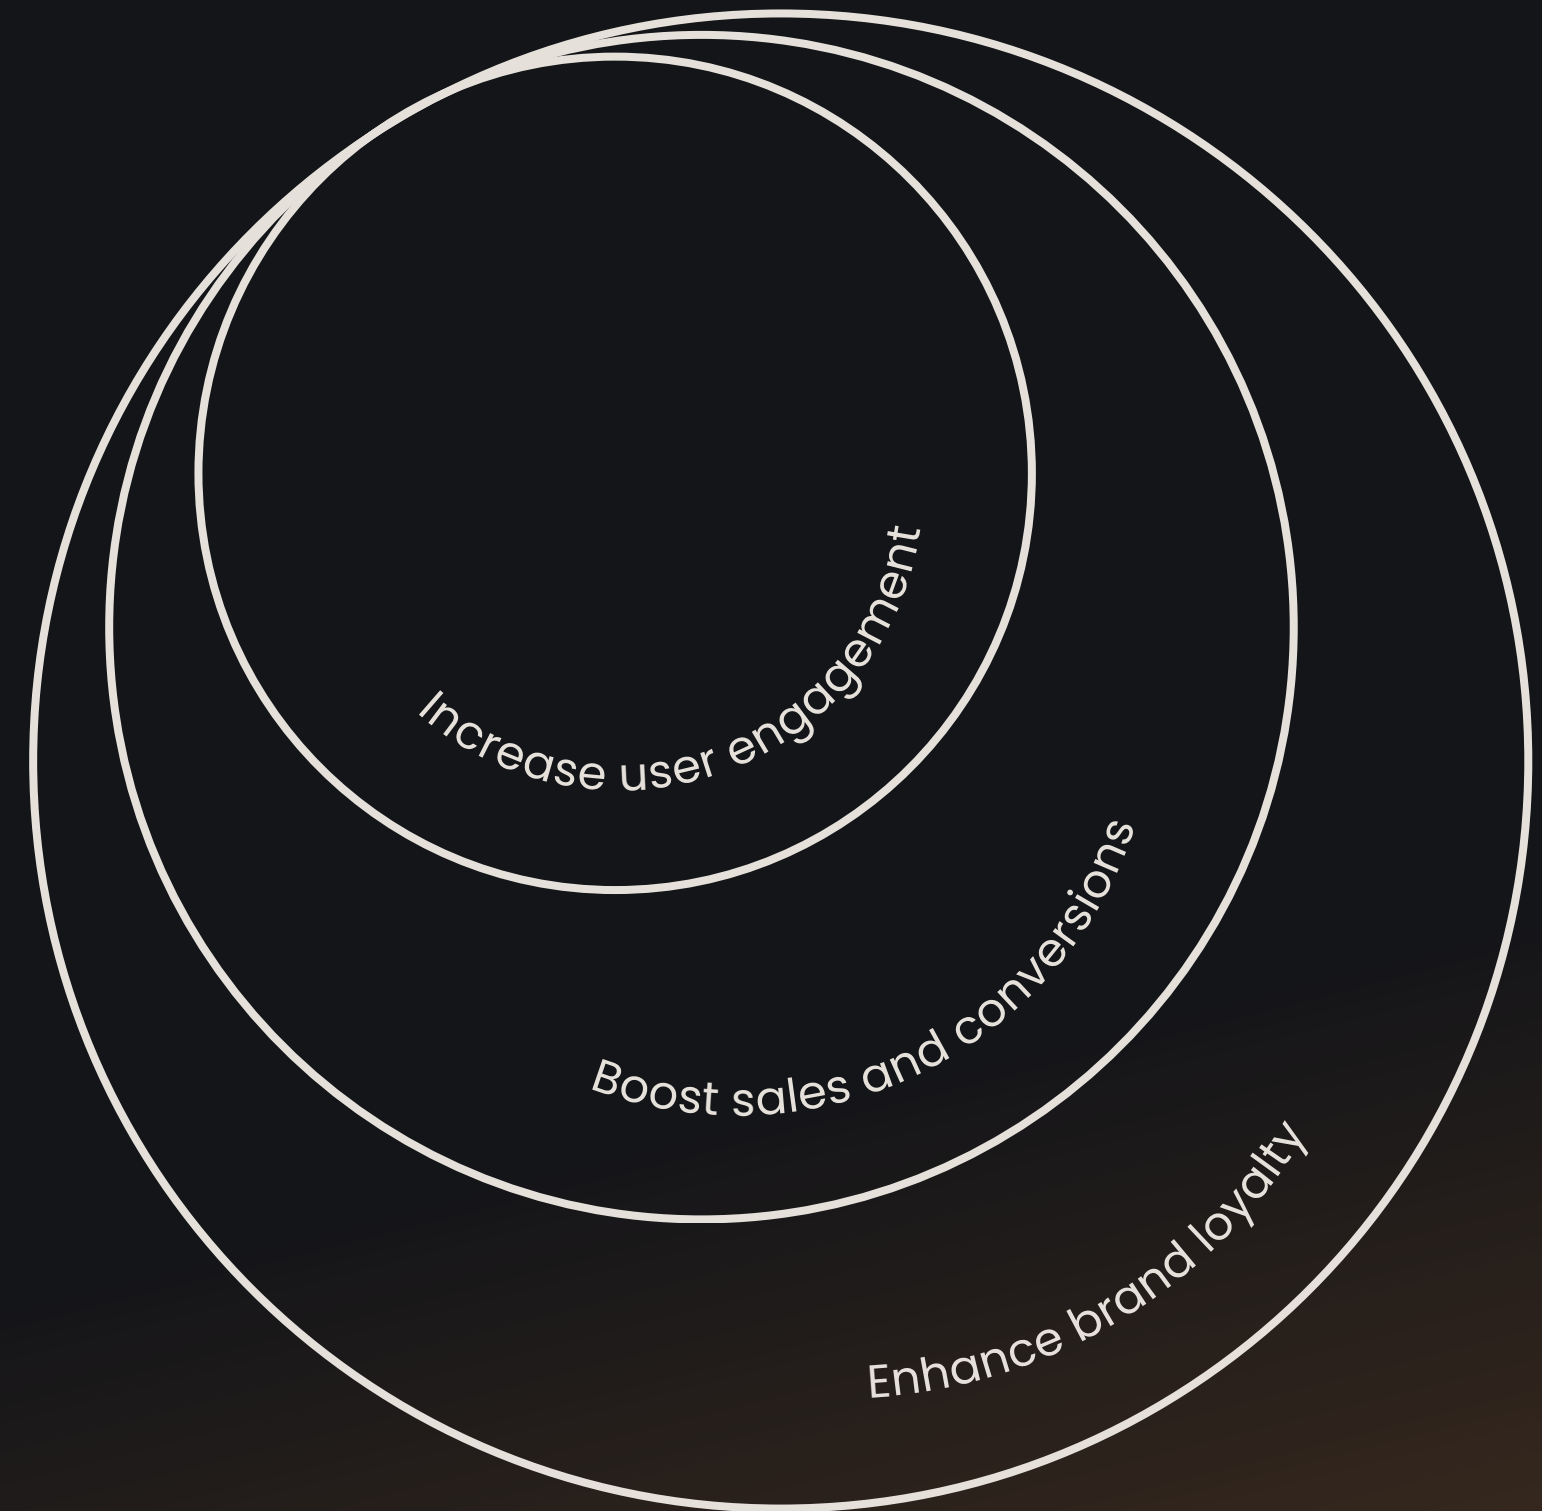 Increase user engagement
Boost sales and conversions
Enhance brand loyalty